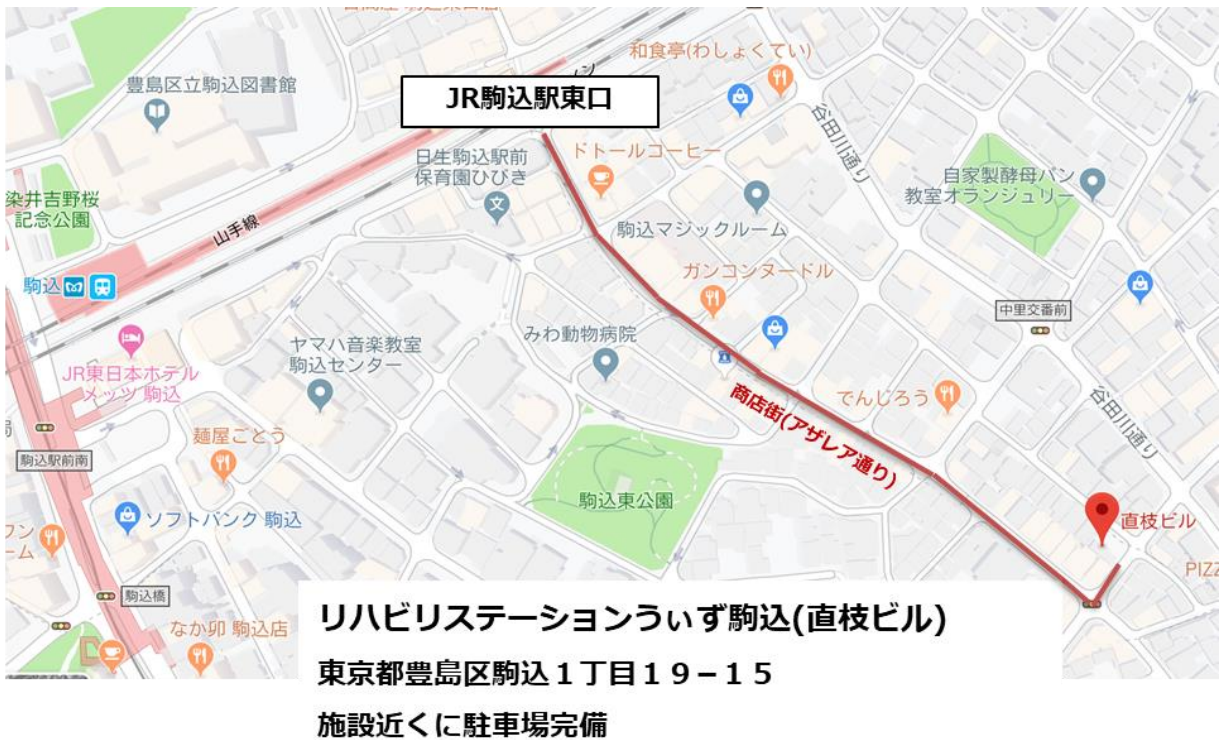 豊島区立駒込図書館
和食亭(わしょくてい)
JR駒込駅東口
谷田川通り
日生駒込駅前
保育園ひびき
ドトールコーヒー
自家製酵母パン
教室オランジュリー
染井吉野桜
記念公園
山手線
駒込マジックルーム
駒込
ガンコンヌードル
中里交番前
みわ動物病院
ヤマハ音楽教室
駒込センター
JR東日本ホテル
メッツ 駒込
でんじろう
商店街(アザレア通り)
谷田川通り
麺屋ごとう
駒込駅前南
駒込東公園
ソフトバンク 駒込
直枝ビル
PIZZ
駒込橋
なか卯 駒込店
リハビリステーションうぃず駒込(直枝ビル)
東京都豊島区駒込1丁目19-15
施設近くに駐車場完備